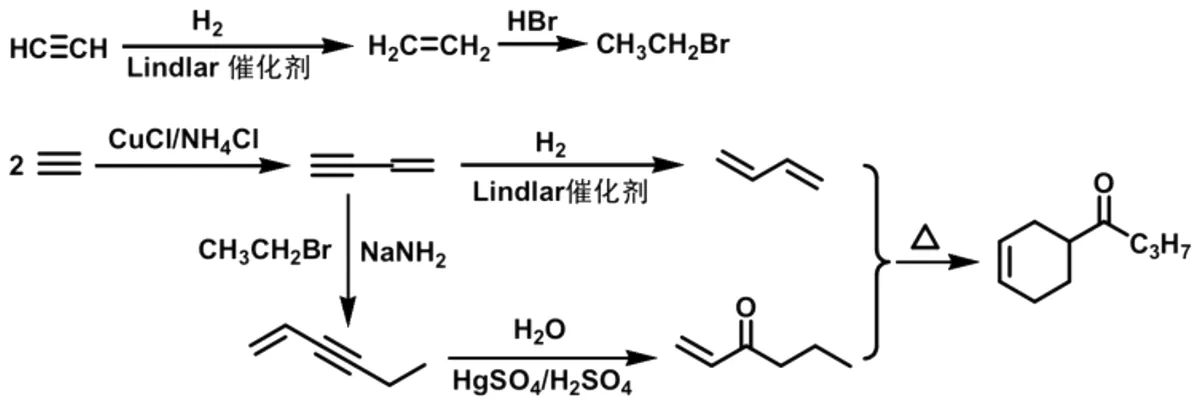 HC≡CH H₂ Lindlar 催化剂 H₂C=CH₂ HBr CH₃CH₂Br
2 CuCl/NH₄Cl H₂ Lindlar催化剂
CH₃CH₂Br NaNH₂
O C₃H₇
△
H₂O HgSO₄/H₂SO₄ O